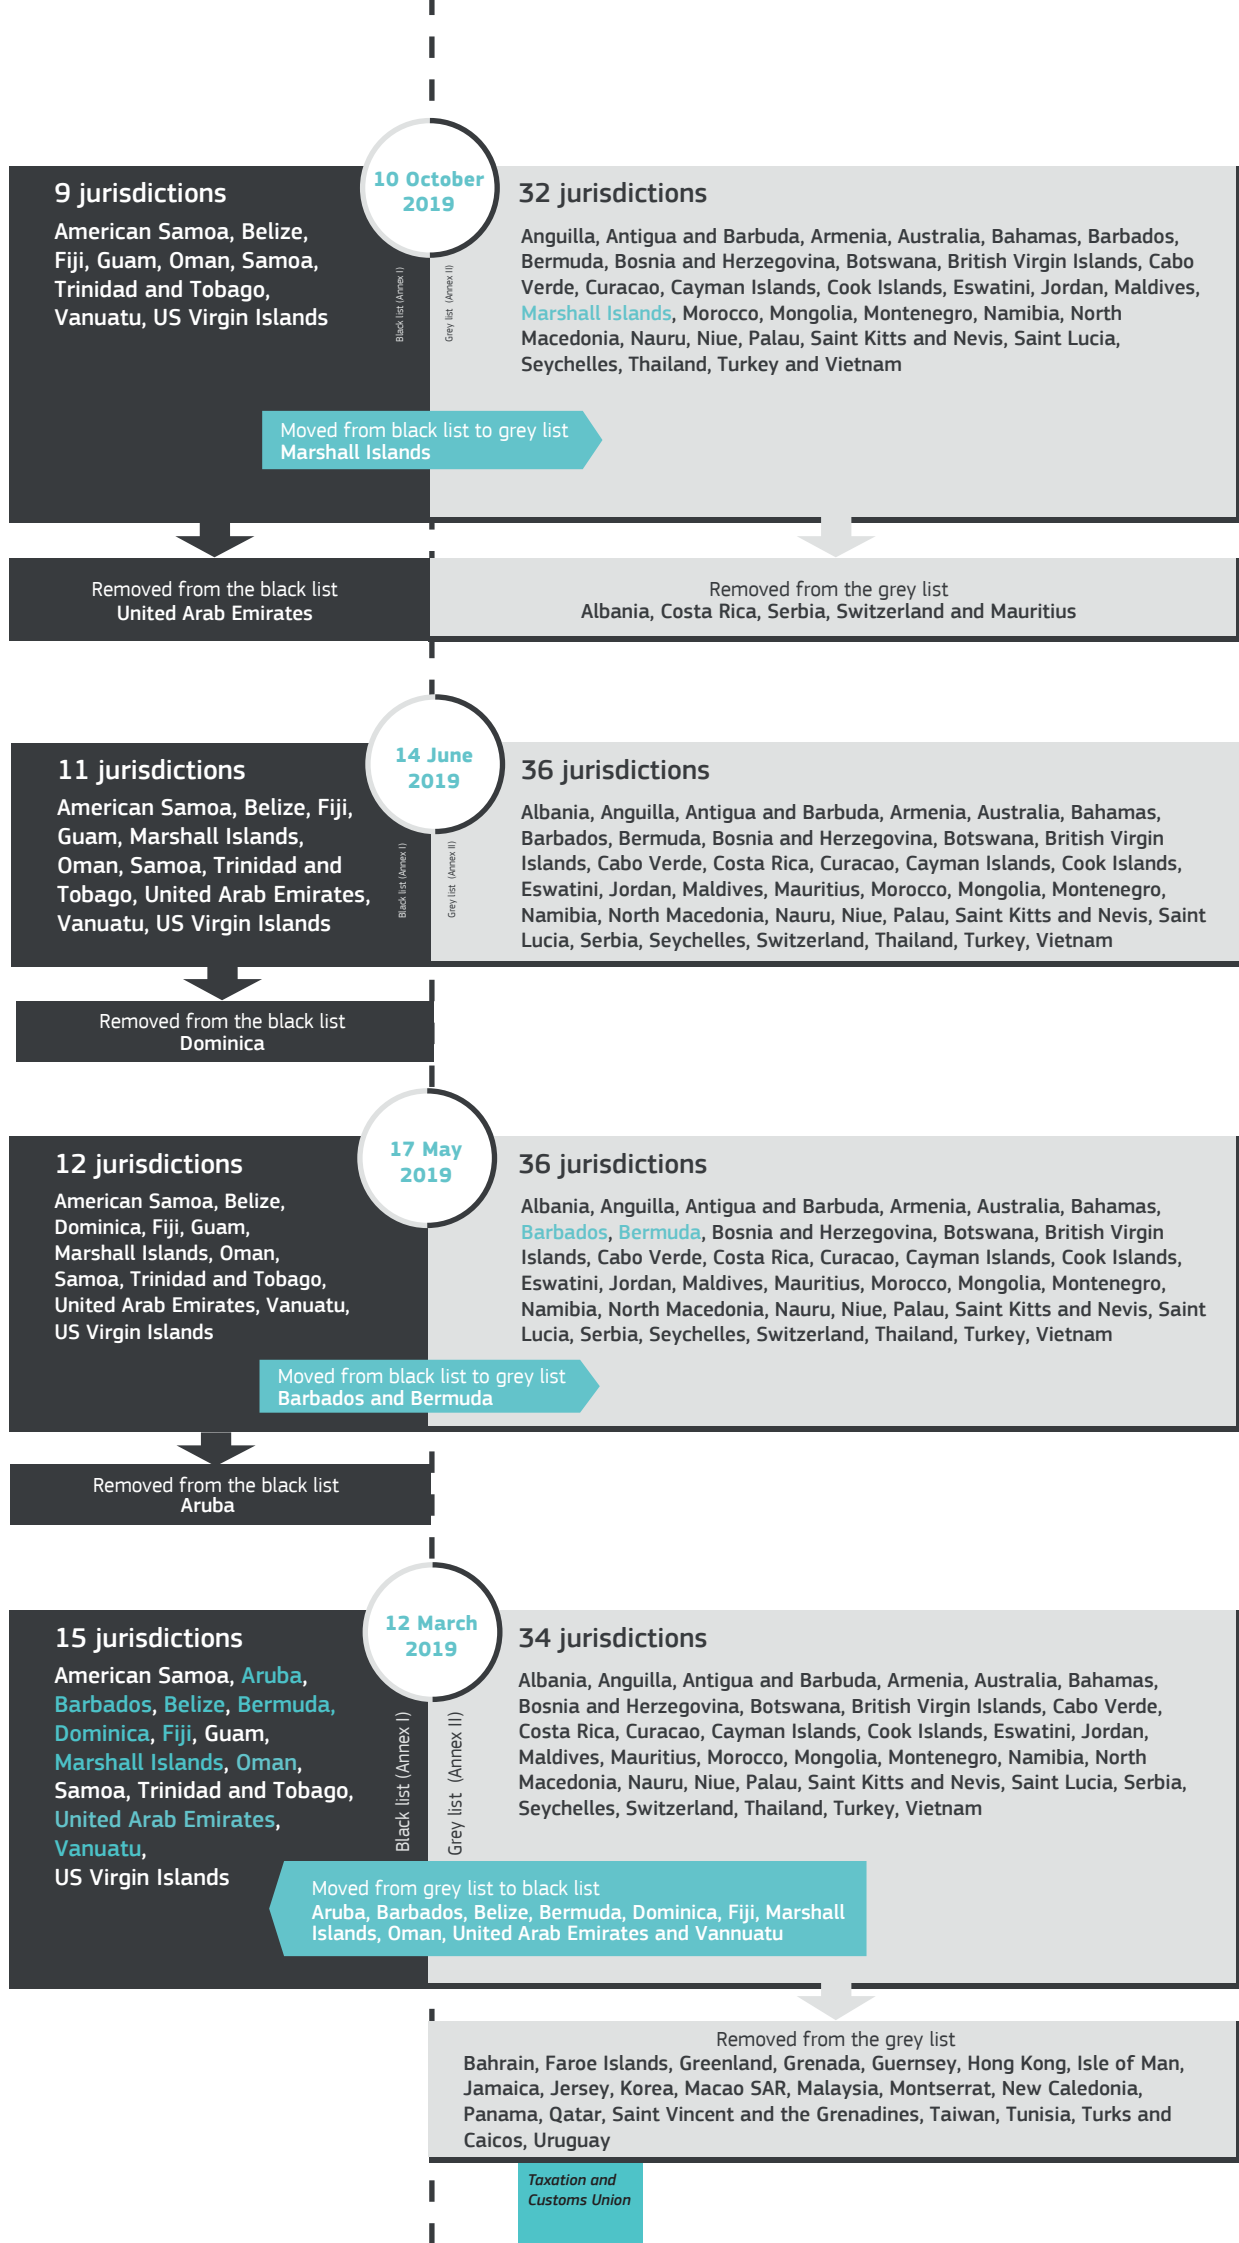 10 October
2019
9 jurisdictions
American Samoa, Belize,
Fiji, Guam, Oman, Samoa,
Trinidad and Tobago,
Vanuatu, US Virgin Islands
Black list (Annex I)
Grey list (Annex II)
32 jurisdictions
Anguilla, Antigua and Barbuda, Armenia, Australia, Bahamas, Barbados,
Bermuda, Bosnia and Herzegovina, Botswana, British Virgin Islands, Cabo
Verde, Curacao, Cayman Islands, Cook Islands, Eswatini, Jordan, Maldives,
Marshall Islands, Morocco, Mongolia, Montenegro, Namibia, North
Macedonia, Nauru, Niue, Palau, Saint Kitts and Nevis, Saint Lucia,
Seychelles, Thailand, Turkey and Vietnam
Moved from black list to grey list
Marshall Islands
Removed from the black list
United Arab Emirates
Removed from the grey list
Albania, Costa Rica, Serbia, Switzerland and Mauritius
14 June
2019
11 jurisdictions
American Samoa, Belize, Fiji,
Guam, Marshall Islands,
Oman, Samoa, Trinidad and
Tobago, United Arab Emirates,
Vanuatu, US Virgin Islands
Black list (Annex I)
Grey list (Annex II)
36 jurisdictions
Albania, Anguilla, Antigua and Barbuda, Armenia, Australia, Bahamas,
Barbados, Bermuda, Bosnia and Herzegovina, Botswana, British Virgin
Islands, Cabo Verde, Costa Rica, Curacao, Cayman Islands, Cook Islands,
Eswatini, Jordan, Maldives, Mauritius, Morocco, Mongolia, Montenegro,
Namibia, North Macedonia, Nauru, Niue, Palau, Saint Kitts and Nevis, Saint
Lucia, Serbia, Seychelles, Switzerland, Thailand, Turkey, Vietnam
Removed from the black list
Dominica
17 May
2019
12 jurisdictions
American Samoa, Belize,
Dominica, Fiji, Guam,
Marshall Islands, Oman,
Samoa, Trinidad and Tobago,
United Arab Emirates, Vanuatu,
US Virgin Islands
36 jurisdictions
Albania, Anguilla, Antigua and Barbuda, Armenia, Australia, Bahamas,
Barbados, Bermuda, Bosnia and Herzegovina, Botswana, British Virgin
Islands, Cabo Verde, Costa Rica, Curacao, Cayman Islands, Cook Islands,
Eswatini, Jordan, Maldives, Mauritius, Morocco, Mongolia, Montenegro,
Namibia, North Macedonia, Nauru, Niue, Palau, Saint Kitts and Nevis, Saint
Lucia, Serbia, Seychelles, Switzerland, Thailand, Turkey, Vietnam
Moved from black list to grey list
Barbados and Bermuda
Removed from the black list
Aruba
12 March
2019
15 jurisdictions
American Samoa, Aruba,
Barbados, Belize, Bermuda,
Dominica, Fiji, Guam,
Marshall Islands, Oman,
Samoa, Trinidad and Tobago,
United Arab Emirates,
Vanuatu,
US Virgin Islands
Black list (Annex I)
Grey list (Annex II)
34 jurisdictions
Albania, Anguilla, Antigua and Barbuda, Armenia, Australia, Bahamas,
Bosnia and Herzegovina, Botswana, British Virgin Islands, Cabo Verde,
Costa Rica, Curacao, Cayman Islands, Cook Islands, Eswatini, Jordan,
Maldives, Mauritius, Morocco, Mongolia, Montenegro, Namibia, North
Macedonia, Nauru, Niue, Palau, Saint Kitts and Nevis, Saint Lucia, Serbia,
Seychelles, Switzerland, Thailand, Turkey, Vietnam
Moved from grey list to black list
Aruba, Barbados, Belize, Bermuda, Dominica, Fiji, Marshall
Islands, Oman, United Arab Emirates and Vannuatu
Removed from the grey list
Bahrain, Faroe Islands, Greenland, Grenada, Guernsey, Hong Kong, Isle of Man,
Jamaica, Jersey, Korea, Macao SAR, Malaysia, Montserrat, New Caledonia,
Panama, Qatar, Saint Vincent and the Grenadines, Taiwan, Tunisia, Turks and
Caicos, Uruguay
Taxation and
Customs Union